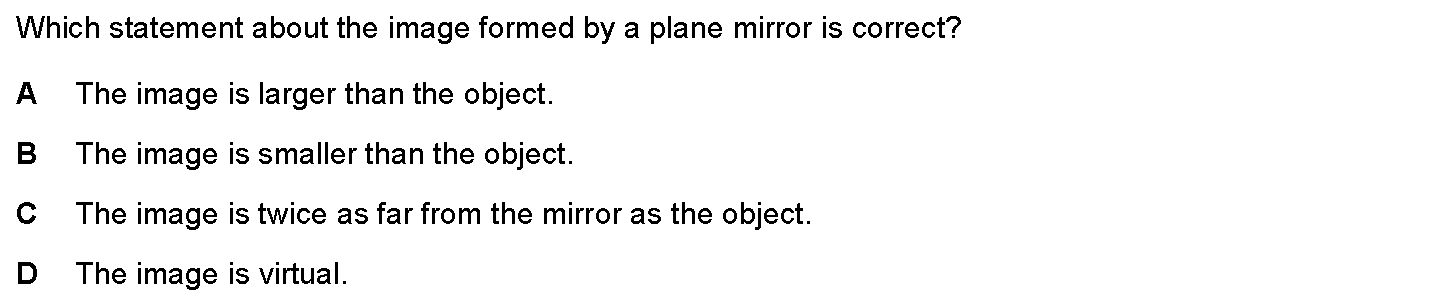 Which statement about the image formed by a plane mirror is correct?
A The image is larger than the object.
B The image is smaller than the object.
C The image is twice as far from the mirror as the object.
D The image is virtual.